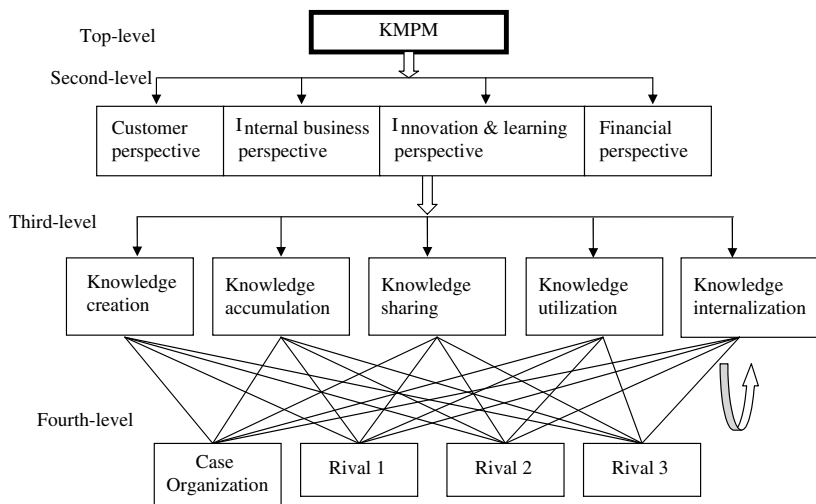 Top-level
KMPM
Second-level
Customer
perspective
Internal business
perspective
Innovation & learning
perspective
Financial
perspective
Third-level
Knowledge
creation
Knowledge
accumulation
Knowledge
sharing
Knowledge
utilization
Knowledge
internalization
Fourth-level
Case
Organization
Rival 1
Rival 2
Rival 3